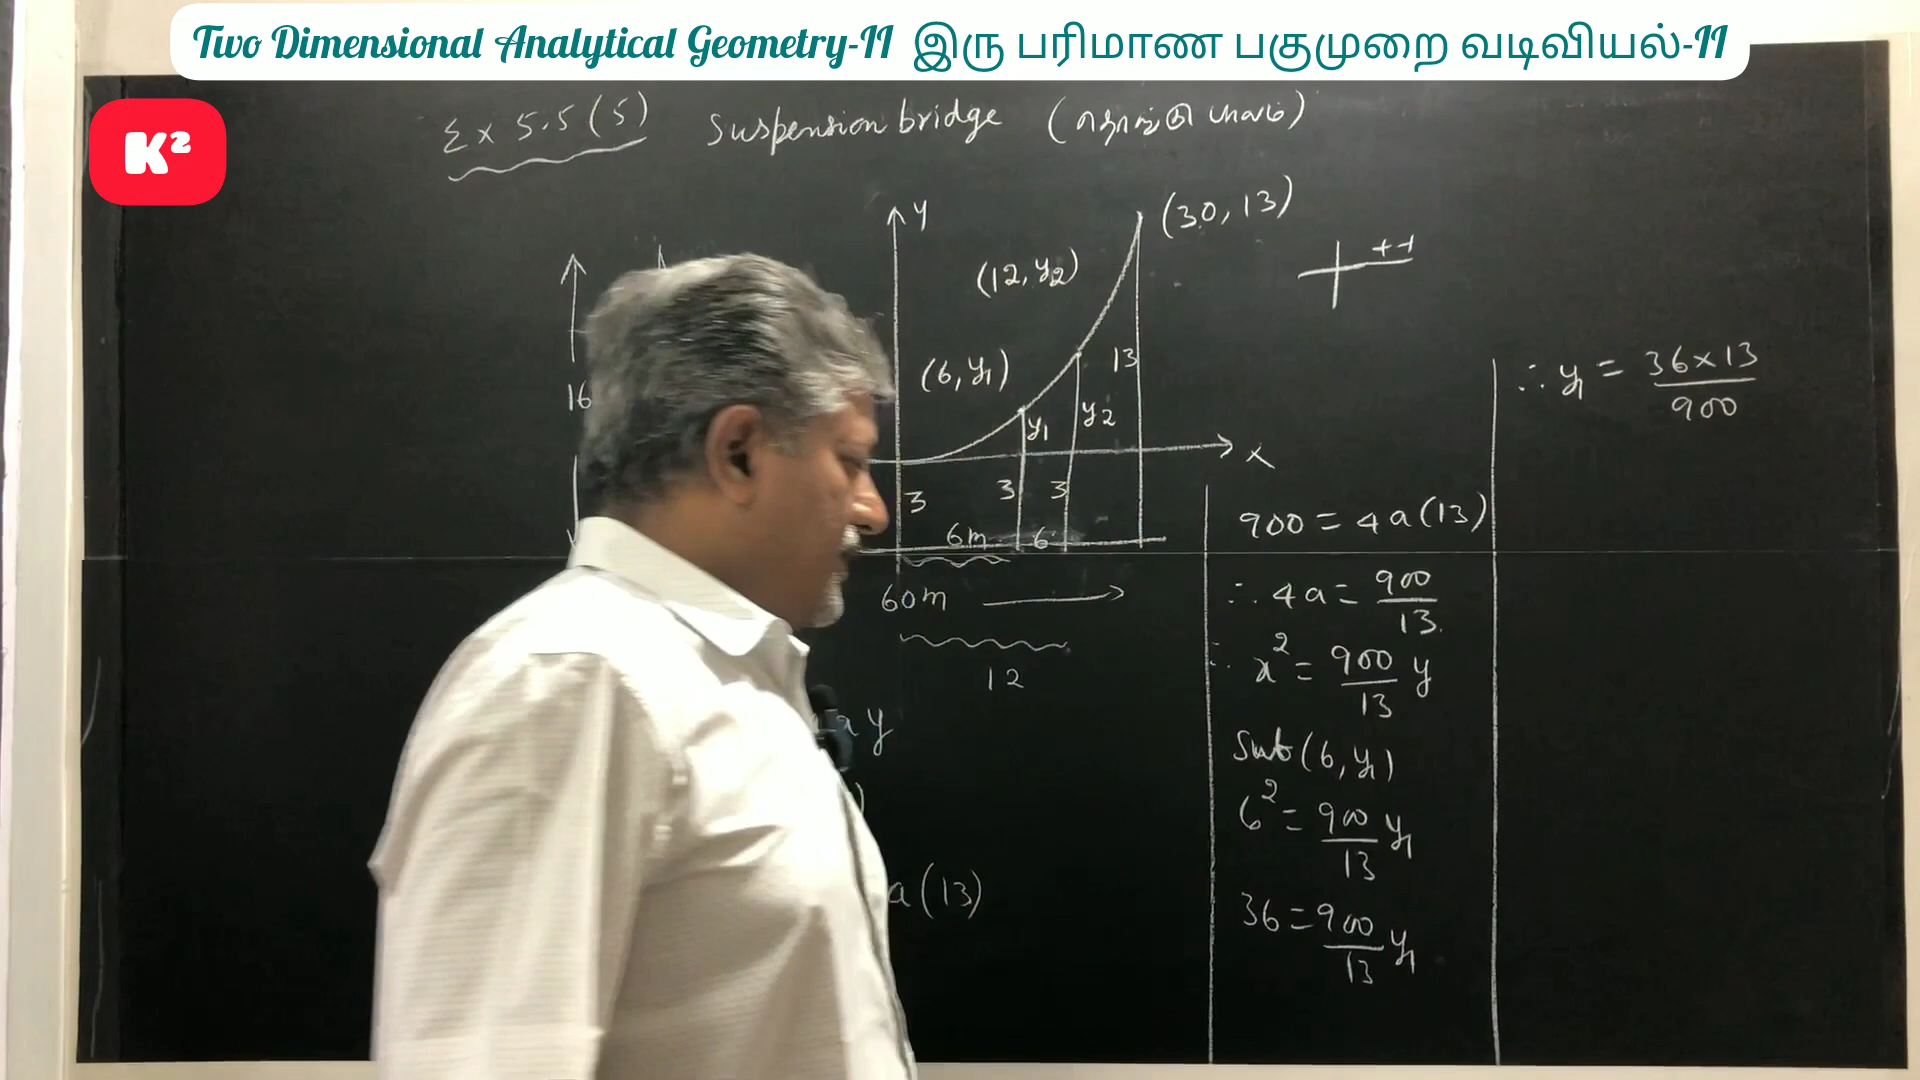 Two Dimensional Analytical Geometry-II இரு பரிமாண பகுமுறை வடிவியல்-II
K²
Ex 5.5 (5) Suspension bridge (தொங்கு பாலம்)
y
(30, 13)
(12, y₂)
+ +
(6, y₁)
13
16
y₁
y₂
x
3
3
3
6m
6
60m
12
ay
)
a(13)
900 = 4a(13)
∴ 4a = 900/13
∴ x² = 900/13 y
Sub (6, y₁)
6² = 900/13 y₁
36 = 900/13 y₁
∴ y₁ = 36×13/900